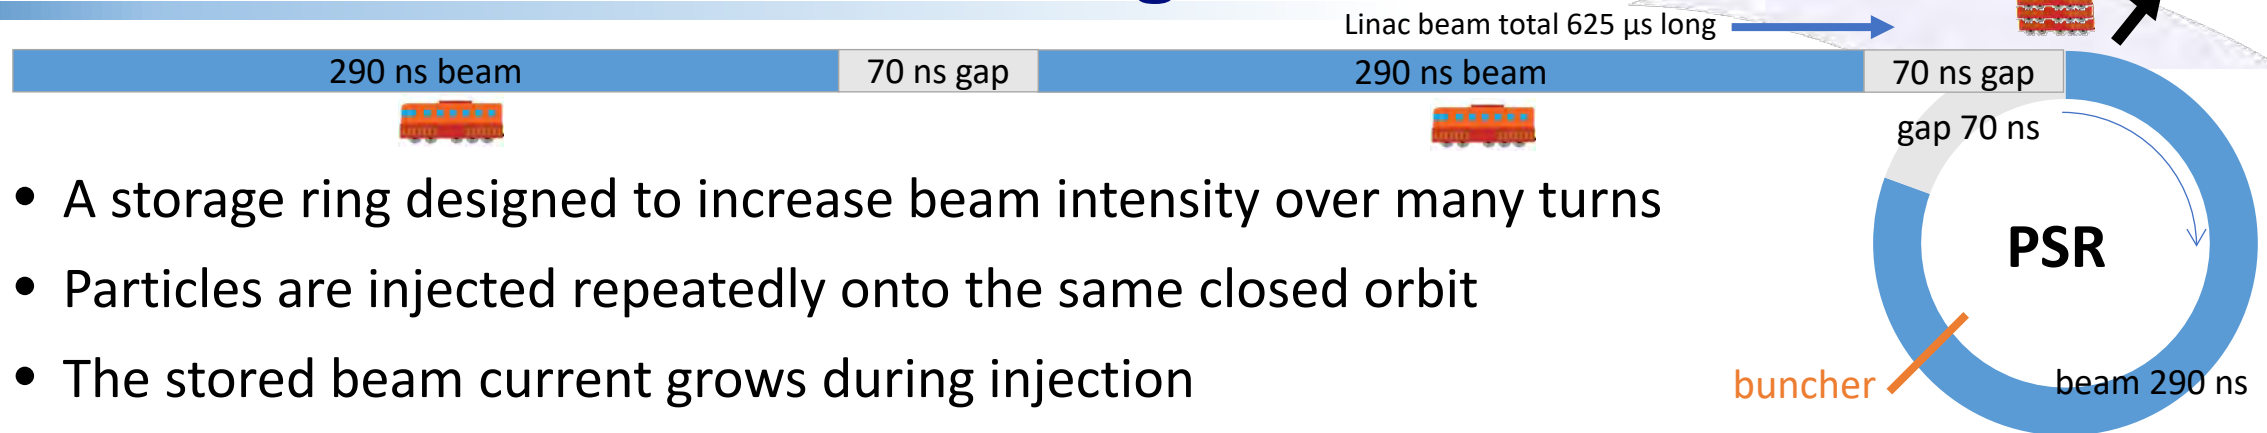 Linac beam total 625 µs long
290 ns beam 70 ns gap 290 ns beam 70 ns gap
gap 70 ns
• A storage ring designed to increase beam intensity over many turns
PSR
• Particles are injected repeatedly onto the same closed orbit
• The stored beam current grows during injection
buncher
beam 290 ns